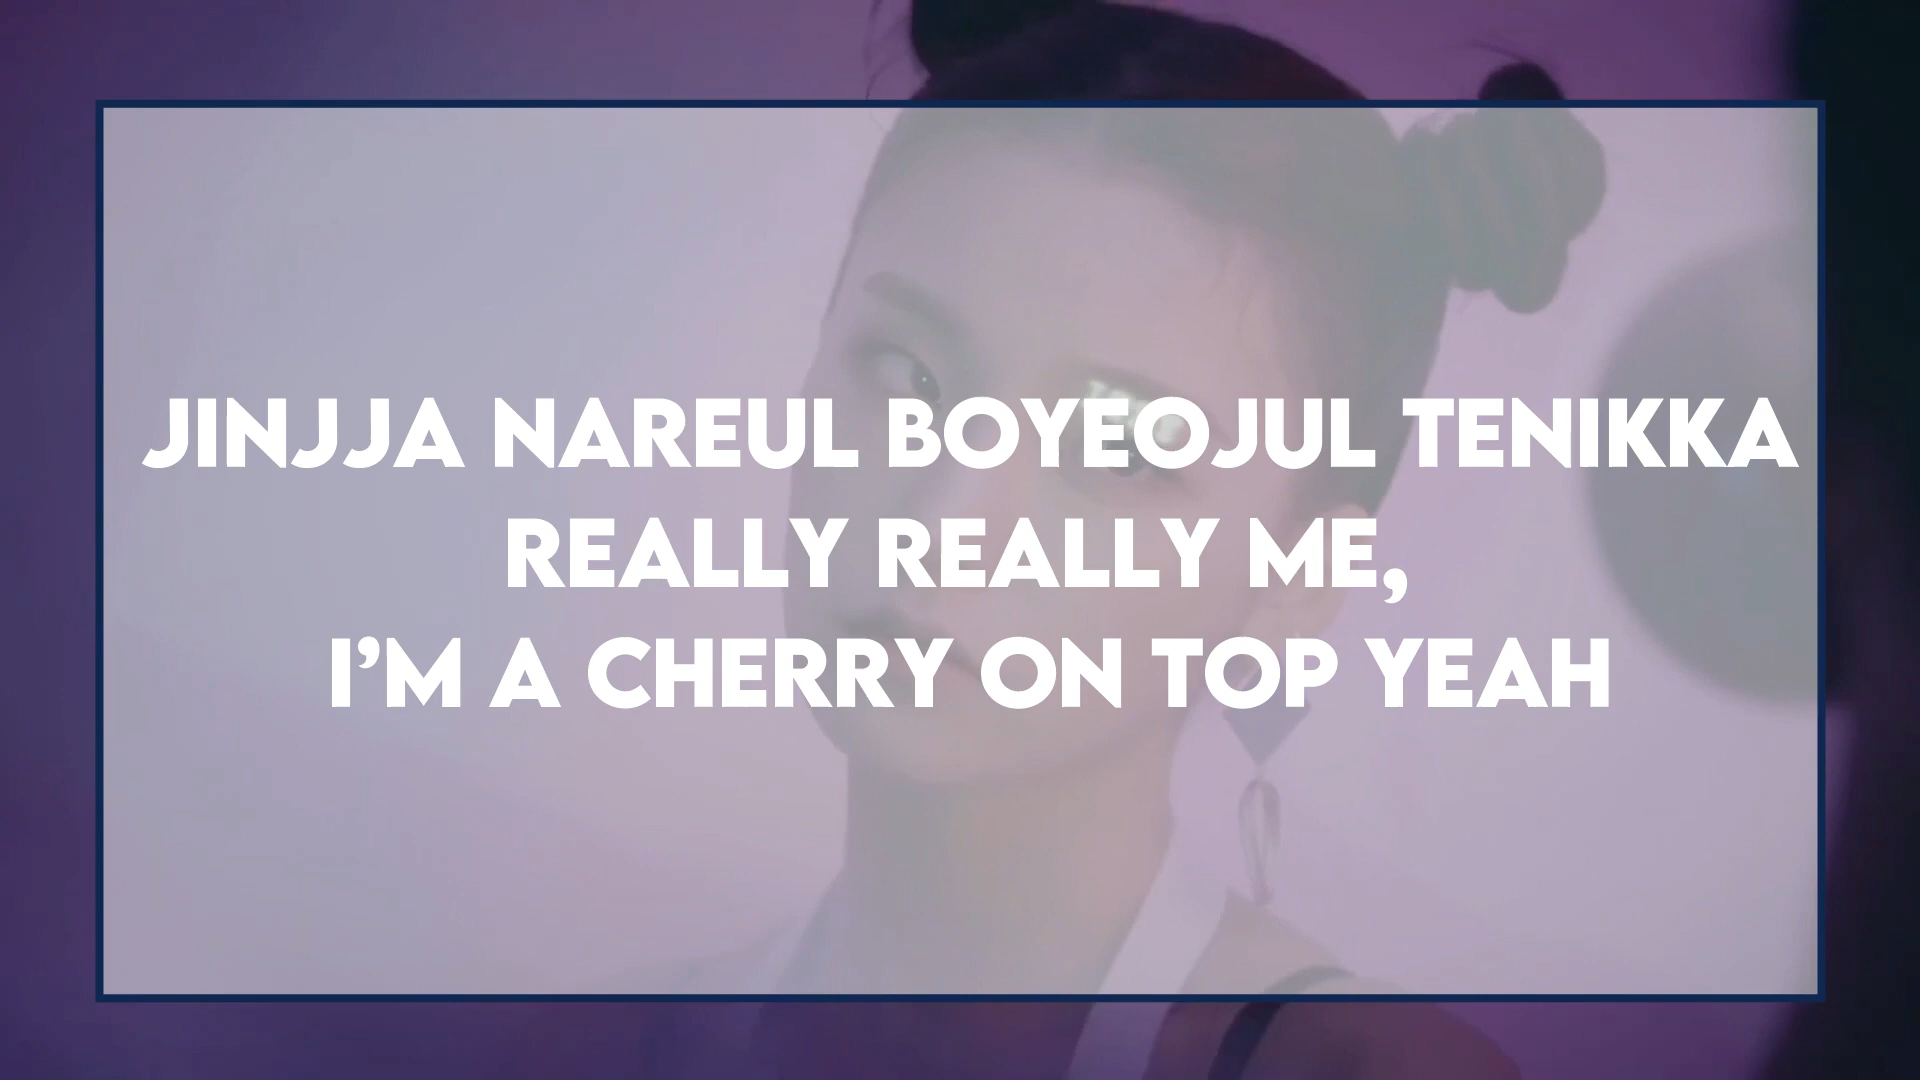 JINJJA NAREUL BOYEOJUL TENIKKA
REALLY REALLY ME,
I’M A CHERRY ON TOP YEAH